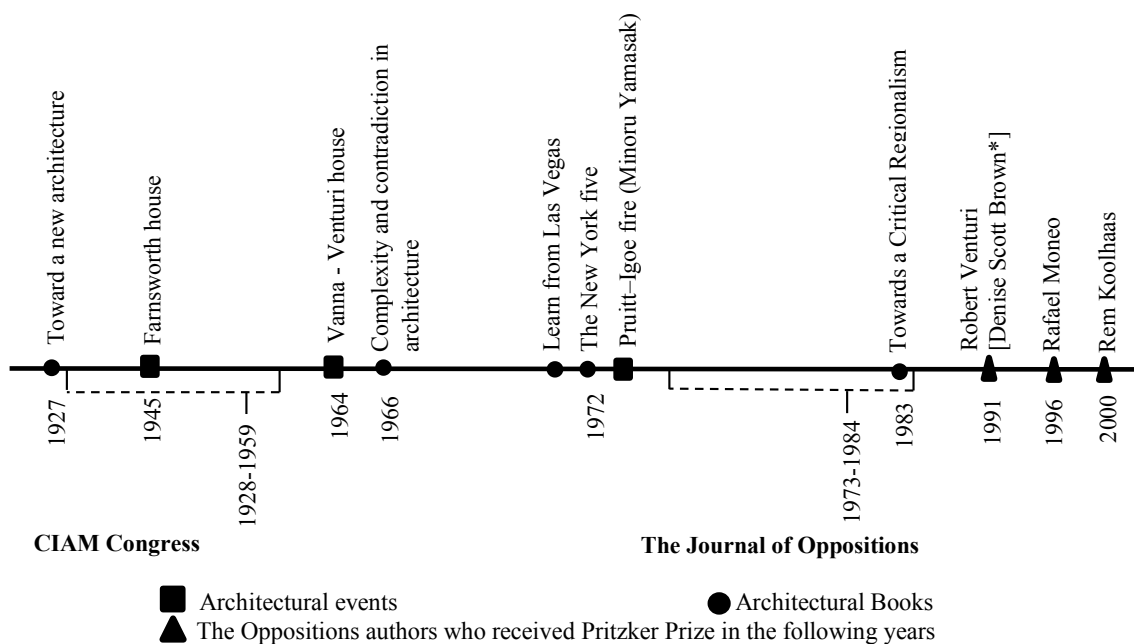 Toward a new architecture
Farnsworth house
Vanna - Venturi house
Complexity and contradiction in
architecture
Learn from Las Vegas
The New York five
Pruitt–Igoe fire (Minoru Yamasak)
Towards a Critical Regionalism
Robert Venturi
[Denise Scott Brown*]
Rafael Moneo
Rem Koolhaas
1927
1945
1928-1959
1964
1966
1972
1973-1984
1983
1991
1996
2000
CIAM Congress
The Journal of Oppositions
Architectural events
Architectural Books
The Oppositions authors who received Pritzker Prize in the following years